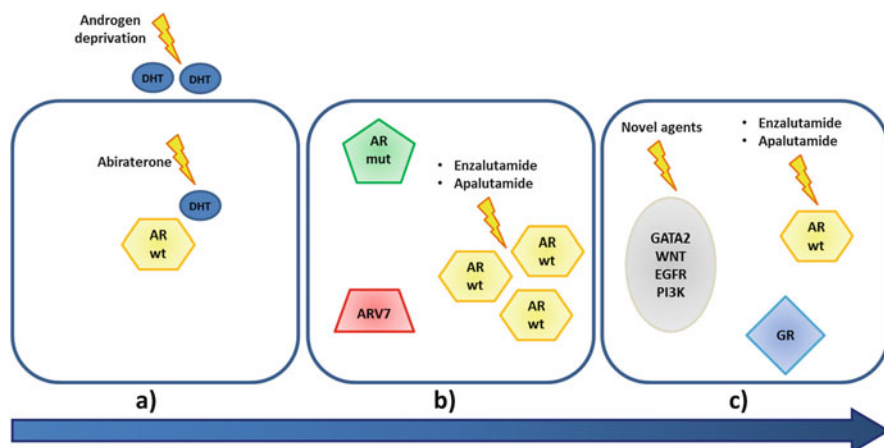 Androgen
deprivation
DHT
DHT
Abiraterone
DHT
AR
wt
a)
AR
mut
• Enzalutamide
• Apalutamide
AR
wt
AR
wt
AR
wt
ARV7
b)
Novel agents
• Enzalutamide
• Apalutamide
GATA2
WNT
EGFR
PI3K
AR
wt
GR
c)